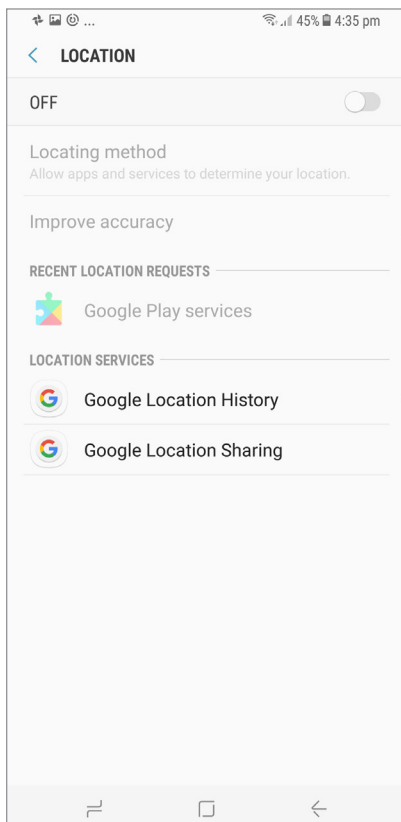 ... 45% 4:35 pm
LOCATION
OFF
Locating method
Allow apps and services to determine your location.
Improve accuracy
RECENT LOCATION REQUESTS
Google Play services
LOCATION SERVICES
G Google Location History
G Google Location Sharing